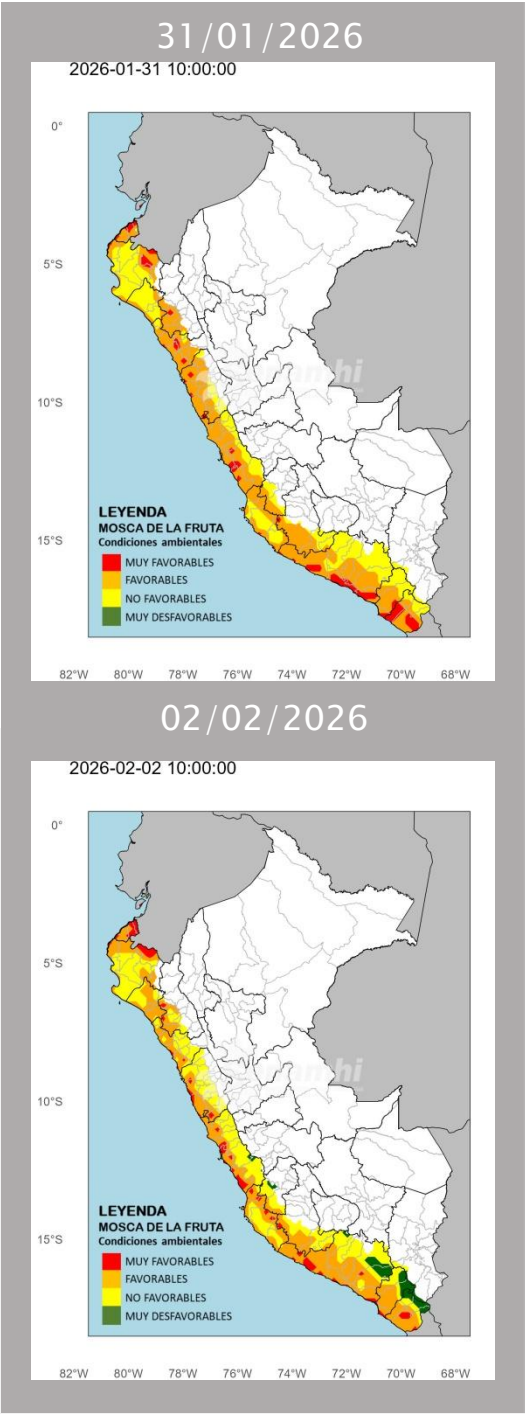 31/01/2026
2026-01-31 10:00:00
0°
5°S
10°S
15°S
LEYENDA
MOSCA DE LA FRUTA
Condiciones ambientales
MUY FAVORABLES
FAVORABLES
NO FAVORABLES
MUY DESFAVORABLES
82°W 80°W 78°W 76°W 74°W 72°W 70°W 68°W
02/02/2026
2026-02-02 10:00:00
0°
5°S
10°S
15°S
LEYENDA
MOSCA DE LA FRUTA
Condiciones ambientales
MUY FAVORABLES
FAVORABLES
NO FAVORABLES
MUY DESFAVORABLES
82°W 80°W 78°W 76°W 74°W 72°W 70°W 68°W